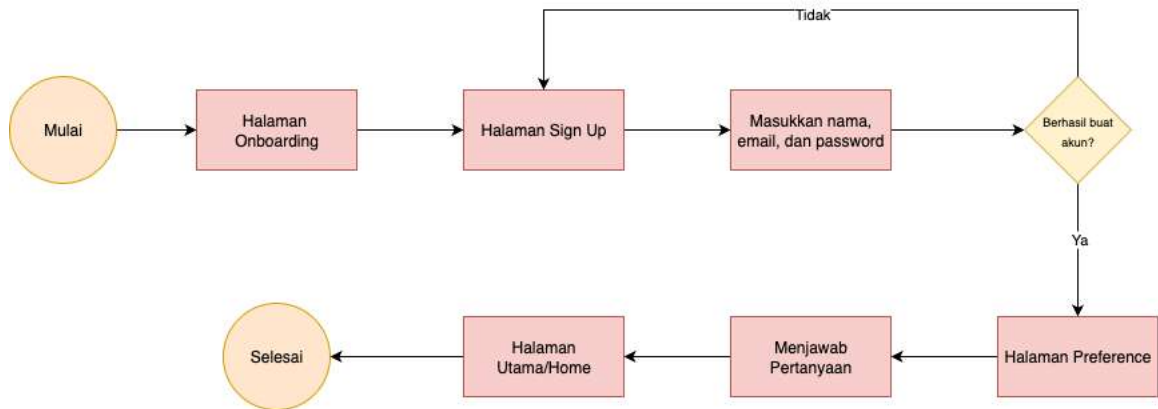 Tidak
Mulai
Halaman
Onboarding
Halaman Sign Up
Masukkan nama,
email, dan password
Berhasil buat
akun?
Ya
Selesai
Halaman
Utama/Home
Menjawab
Pertanyaan
Halaman Preference